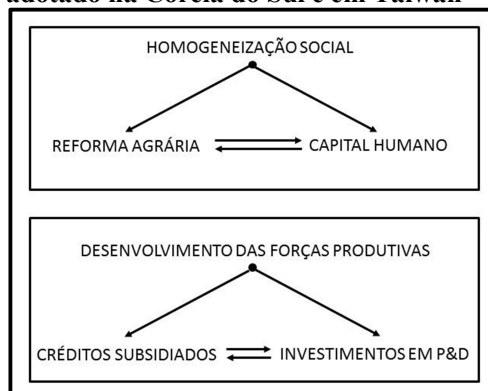 adotado na Coreia do Sul e em Taiwan
HOMOGENEIZAÇÃO SOCIAL
REFORMA AGRÁRIA CAPITAL HUMANO
DESENVOLVIMENTO DAS FORÇAS PRODUTIVAS
CRÉDITOS SUBSIDIADOS INVESTIMENTOS EM P&D